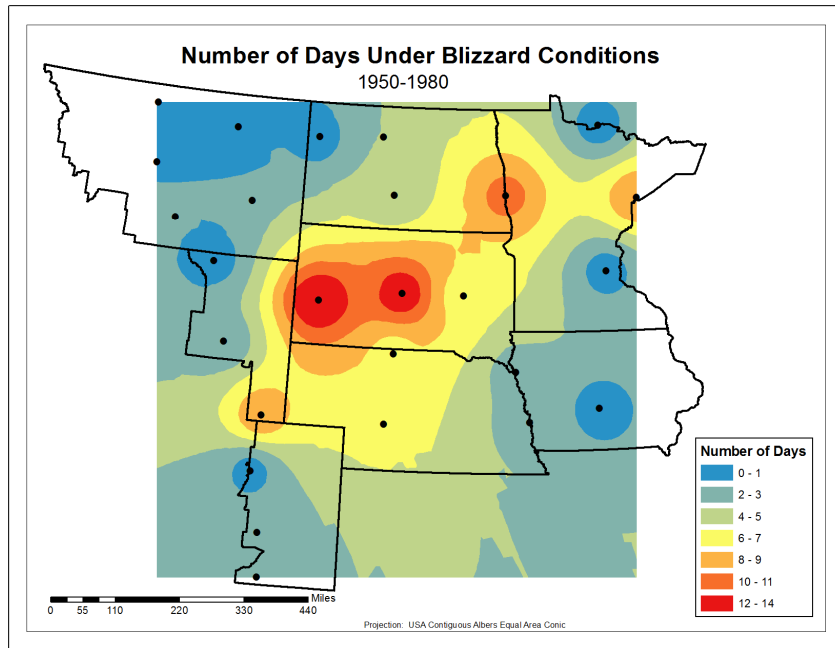 Number of Days Under Blizzard Conditions
1950-1980
Number of Days
0 - 1
2 - 3
4 - 5
6 - 7
8 - 9
10 - 11
12 - 14
Miles
0 55 110 220 330 440
Projection: USA Contiguous Albers Equal Area Conic